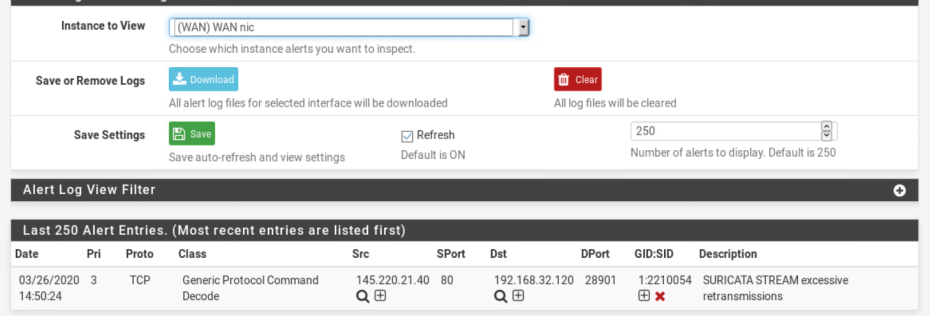 Instance to View
(WAN) WAN nic
Choose which instance alerts you want to inspect.
Save or Remove Logs
Download
Clear
All alert log files for selected interface will be downloaded
All log files will be cleared
Save Settings
Save
Refresh
250
Save auto-refresh and view settings
Default is ON
Number of alerts to display. Default is 250
Alert Log View Filter
Last 250 Alert Entries. (Most recent entries are listed first)
Date Pri Proto Class Src SPort Dst DPort GID:SID Description
03/26/2020 3 TCP Generic Protocol Command 145.220.21.40 80 192.168.32.120 28901 1:2210054 SURICATA STREAM excessive
14:50:24 Decode retransmissions